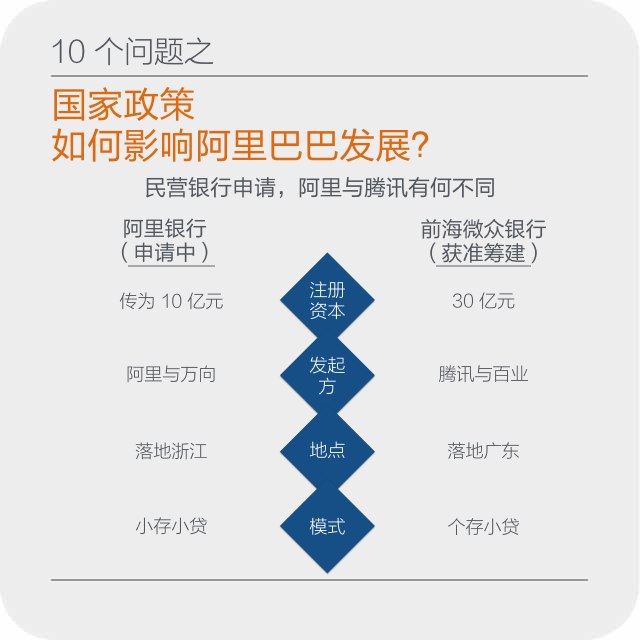 10 个问题之
国家政策
如何影响阿里巴巴发展?
民营银行申请，阿里与腾讯有何不同
阿里银行
（申请中）
前海微众银行
（获准筹建）
传为 10 亿元
注册
资本
30 亿元
阿里与万向
发起
方
腾讯与百业
落地浙江
地点
落地广东
小存小贷
模式
个存小贷